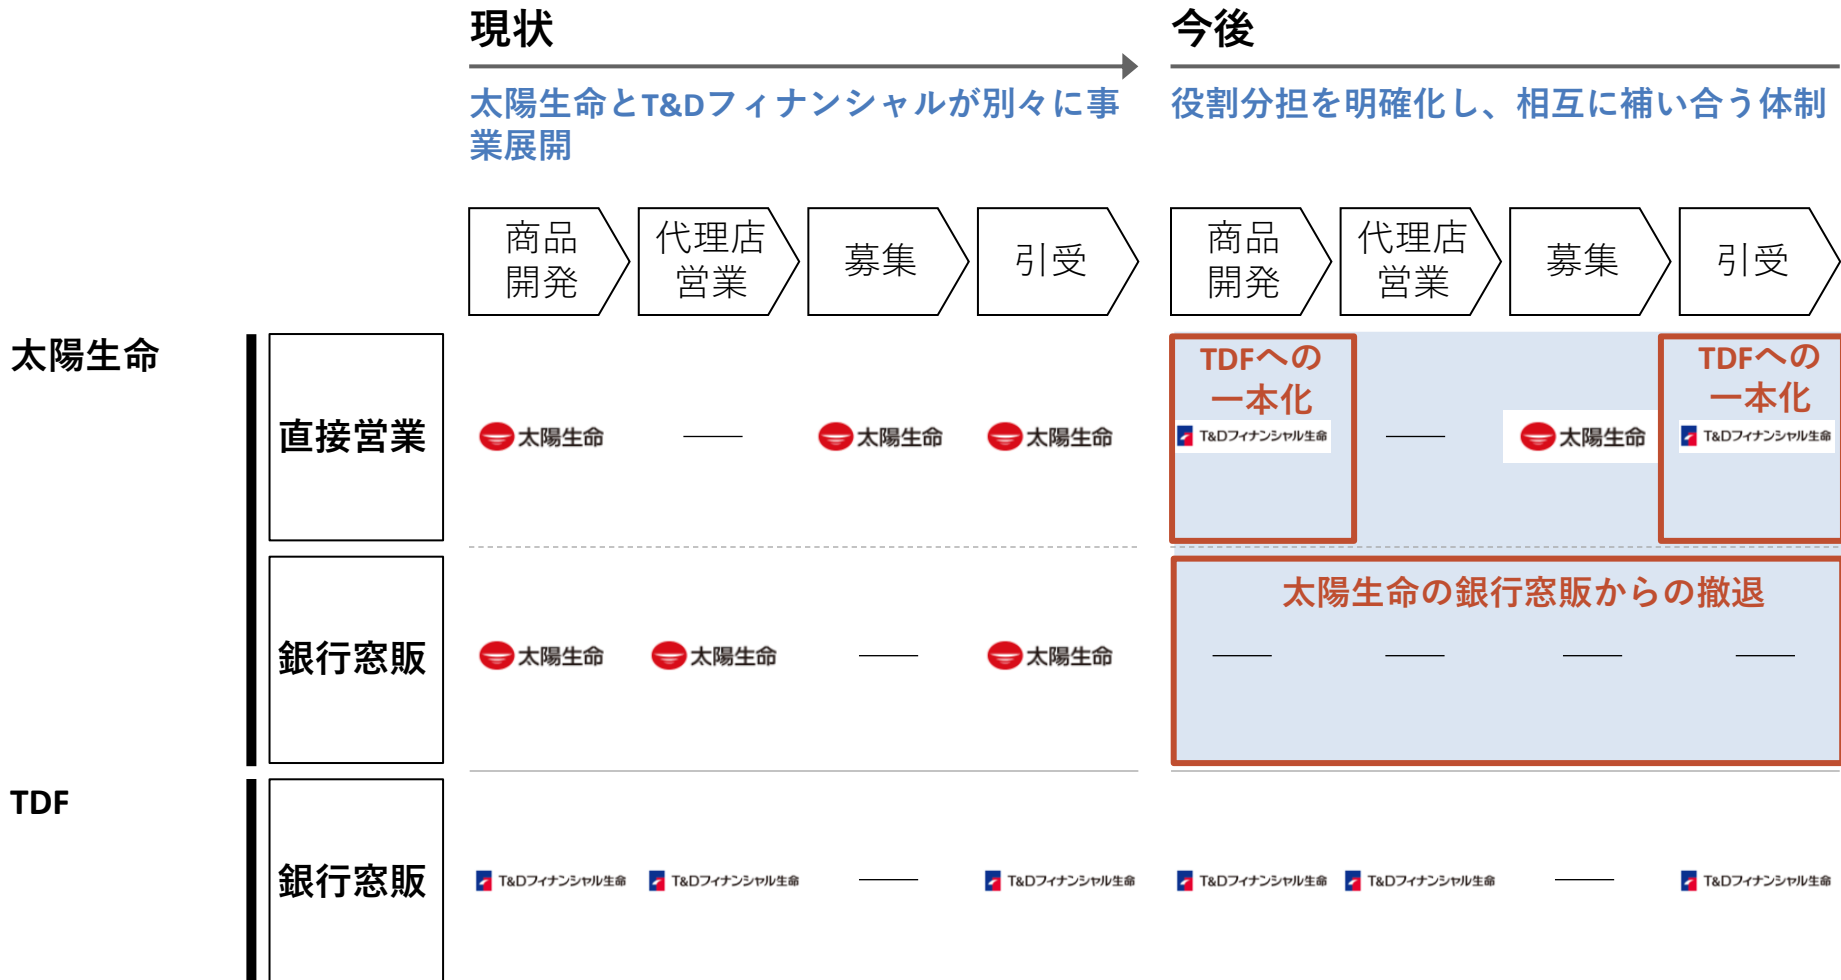 現状
今後
太陽生命とT&Dフィナンシャルが別々に事
業展開
役割分担を明確化し、相互に補い合う体制
商品
開発
代理店
営業
募集
引受
商品
開発
代理店
営業
募集
引受
太陽生命
直接営業
太陽生命
太陽生命
太陽生命
TDFへの
一本化
T&Dフィナンシャル生命
太陽生命
TDFへの
一本化
T&Dフィナンシャル生命
銀行窓販
太陽生命
太陽生命
太陽生命
太陽生命の銀行窓販からの撤退
TDF
銀行窓販
T&Dフィナンシャル生命
T&Dフィナンシャル生命
T&Dフィナンシャル生命
T&Dフィナンシャル生命
T&Dフィナンシャル生命
T&Dフィナンシャル生命